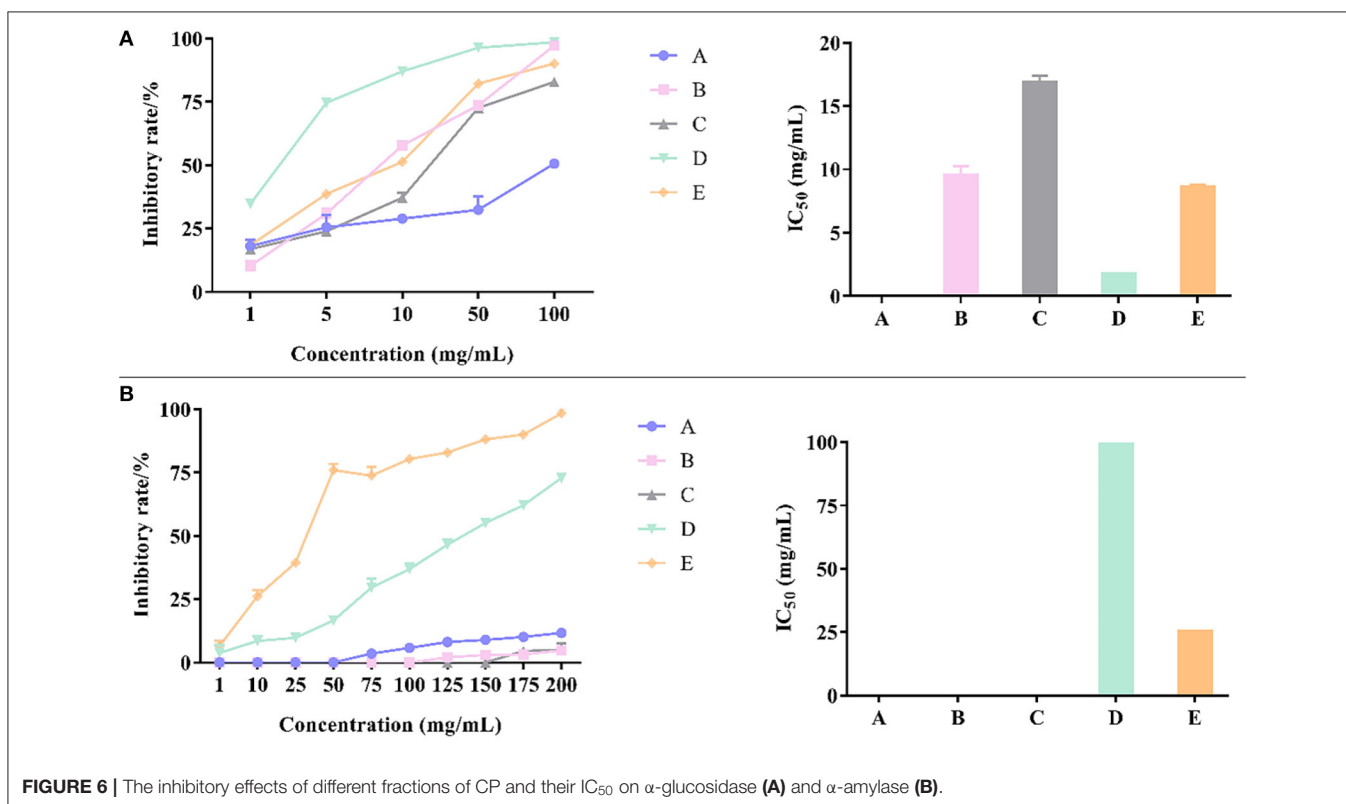 A
100
75
50
25
0
Inhibitory rate/%
1 5 10 50 100
Concentration (mg/mL)
A
B
C
D
E
20
15
10
5
0
IC₅₀ (mg/mL)
A B C D E
B
100
75
50
25
0
Inhibitory rate/%
1 10 25 50 75 100 125 150 175 200
Concentration (mg/mL)
A
B
C
D
E
100
75
50
25
0
IC₅₀ (mg/mL)
A B C D E
FIGURE 6 | The inhibitory effects of different fractions of CP and their IC₅₀ on α-glucosidase (A) and α-amylase (B).